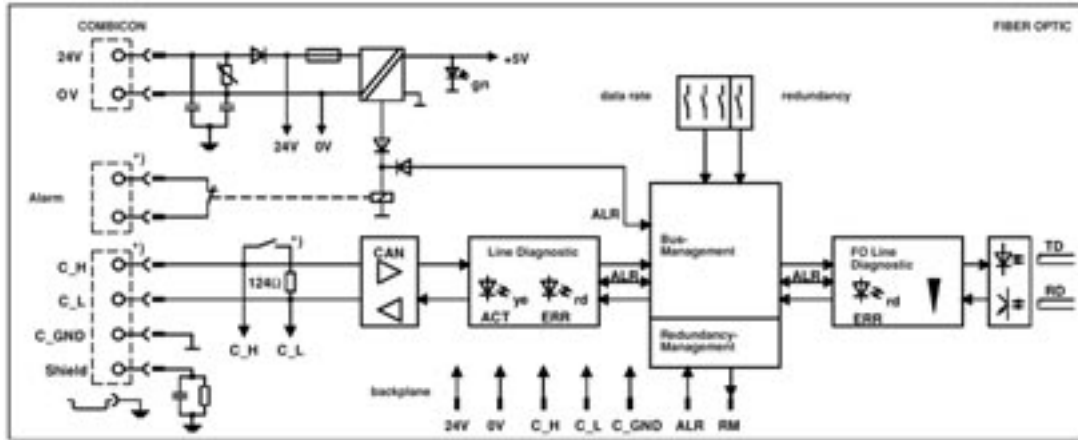 COMBICON
FIBER OPTIC
24V
0V
+5V
gn
data rate
redundancy
24V 0V
*)
Alarm
ALR
*)
C_H
C_L
C_GND
Shield
*)
124Ω
C_H C_L
CAN
Line Diagnostic
ye rd
ACT ERR
ALR
Bus-
Management
Redundancy-
Management
ALR
FO Line
Diagnostic
rd
ERR
TD
RD
backplane
24V 0V C_H C_L C_GND ALR RM